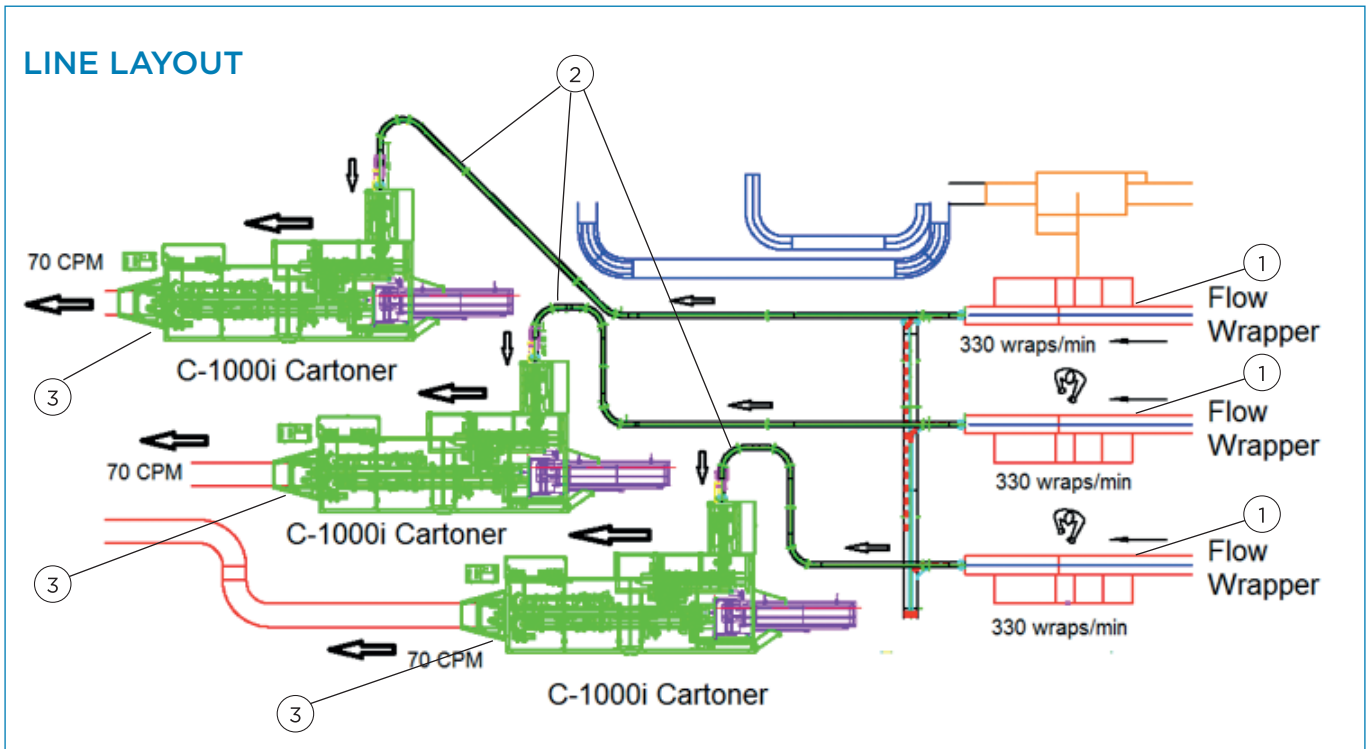 LINE LAYOUT
2
1
Flow
Wrapper
330 wraps/min
70 CPM
C-1000i Cartoner
3
1
Flow
Wrapper
330 wraps/min
70 CPM
C-1000i Cartoner
3
1
Flow
Wrapper
330 wraps/min
70 CPM
C-1000i Cartoner
3